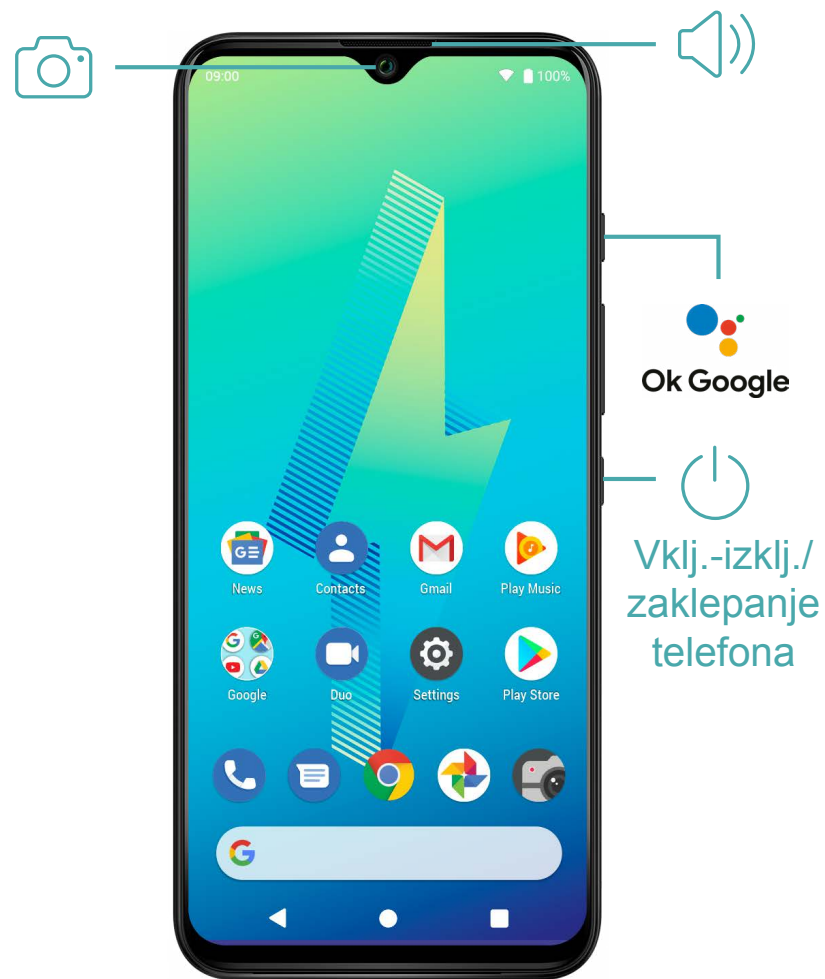 09:00
100%
Ok Google
Vklj.-izklj./
zaklepanje
telefona
News
Contacts
Gmail
Play Music
Google
Duo
Settings
Play Store